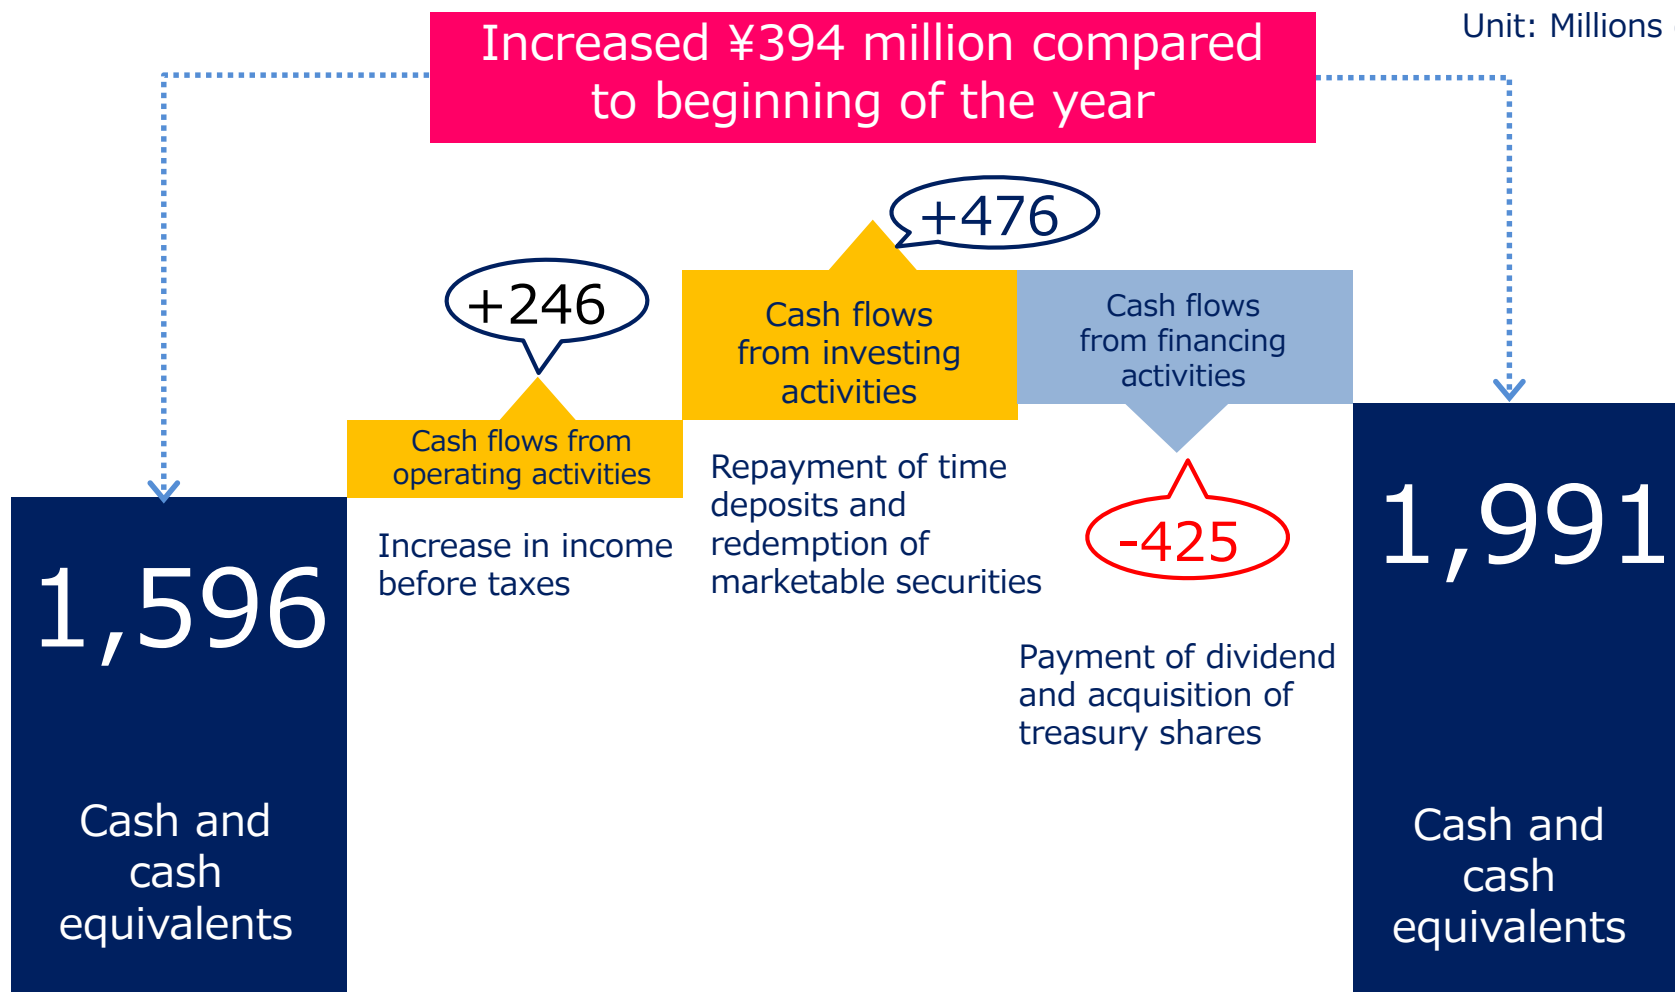 Increased ¥394 million compared
to beginning of the year
Unit: Millions
+476
+246
Cash flows
from investing
activities
Cash flows
from financing
activities
Cash flows from
operating activities
Repayment of time
deposits and
redemption of
marketable securities
Increase in income
before taxes
-425
1,991
1,596
Payment of dividend
and acquisition of
treasury shares
Cash and
cash
equivalents
Cash and
cash
equivalents